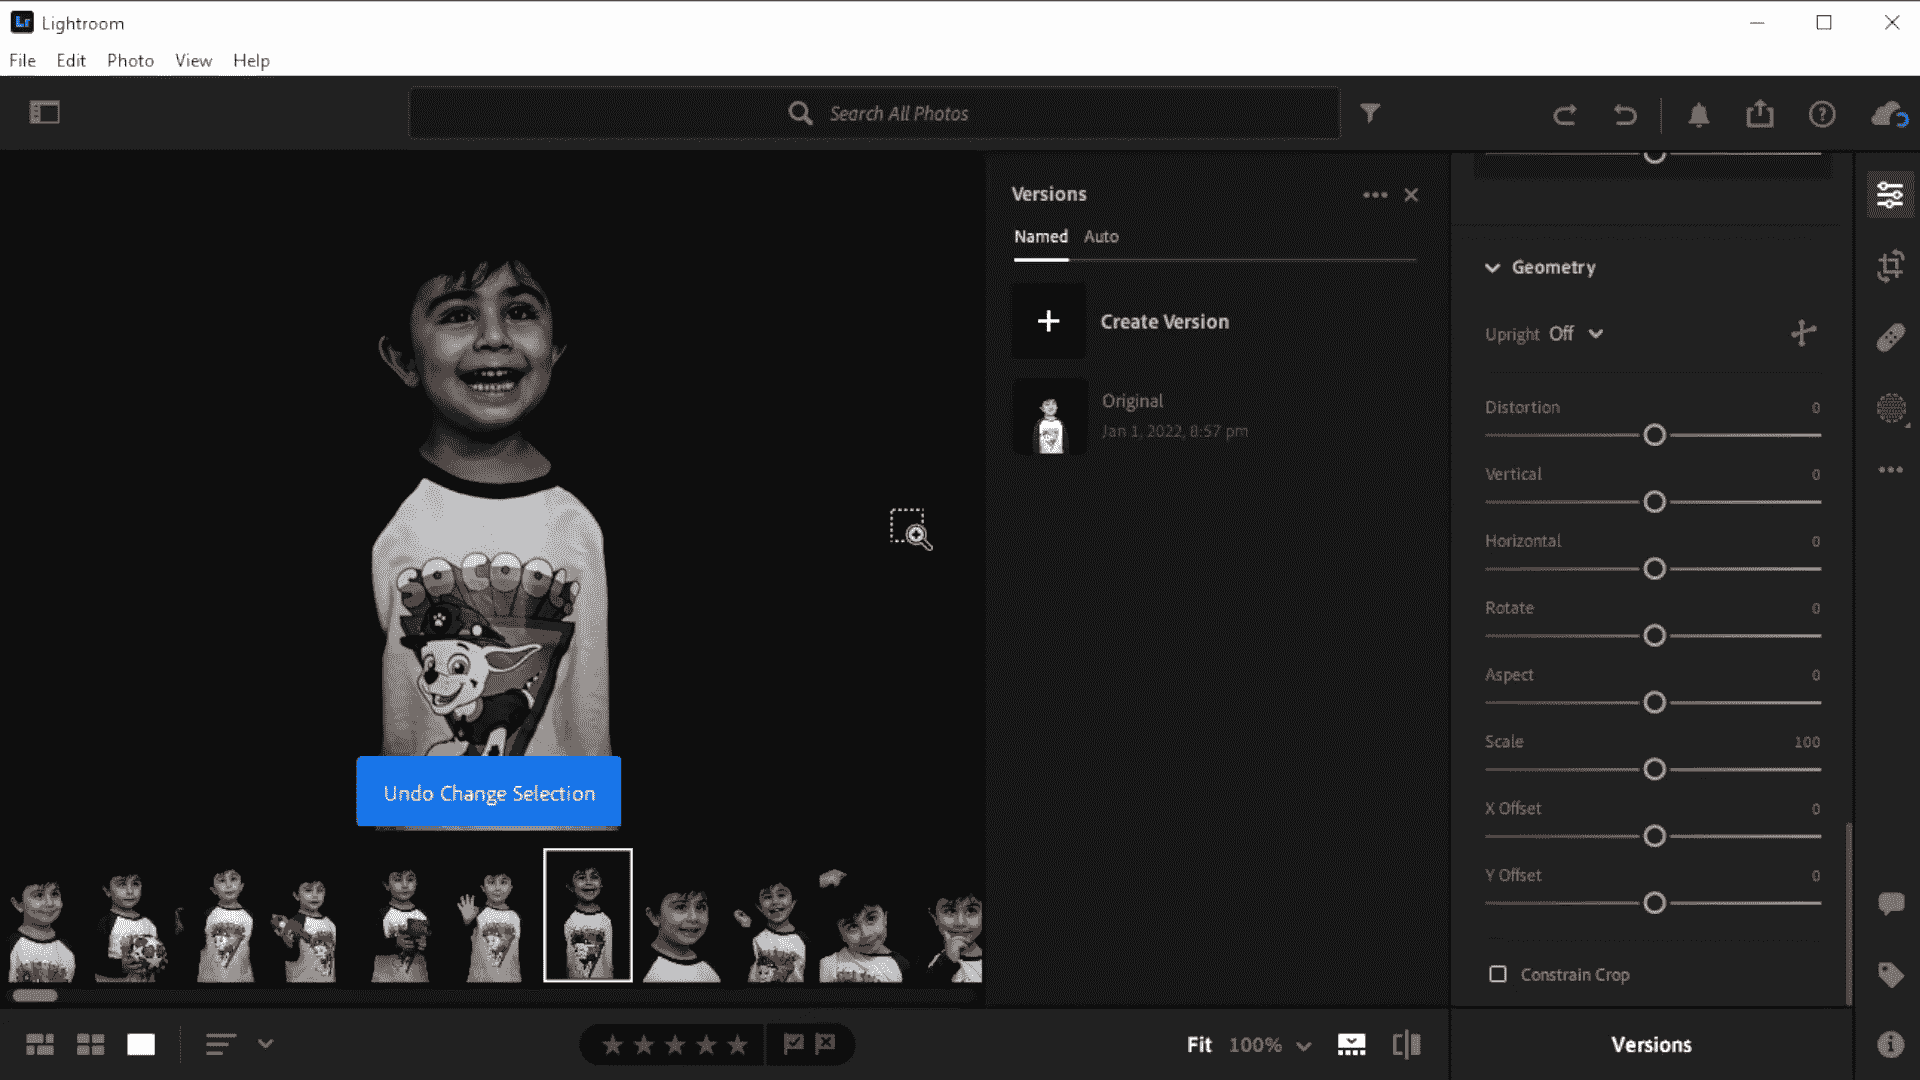 Lr Lightroom
File Edit Photo View Help
Search All Photos
Versions
Named Auto
Create Version
Original
Jan 1, 2022, 8:57 pm
Undo Change Selection
Geometry
Upright Off
Distortion 0
Vertical 0
Horizontal 0
Rotate 0
Aspect 0
Scale 100
X Offset 0
Y Offset 0
Constrain Crop
Fit 100%
Versions